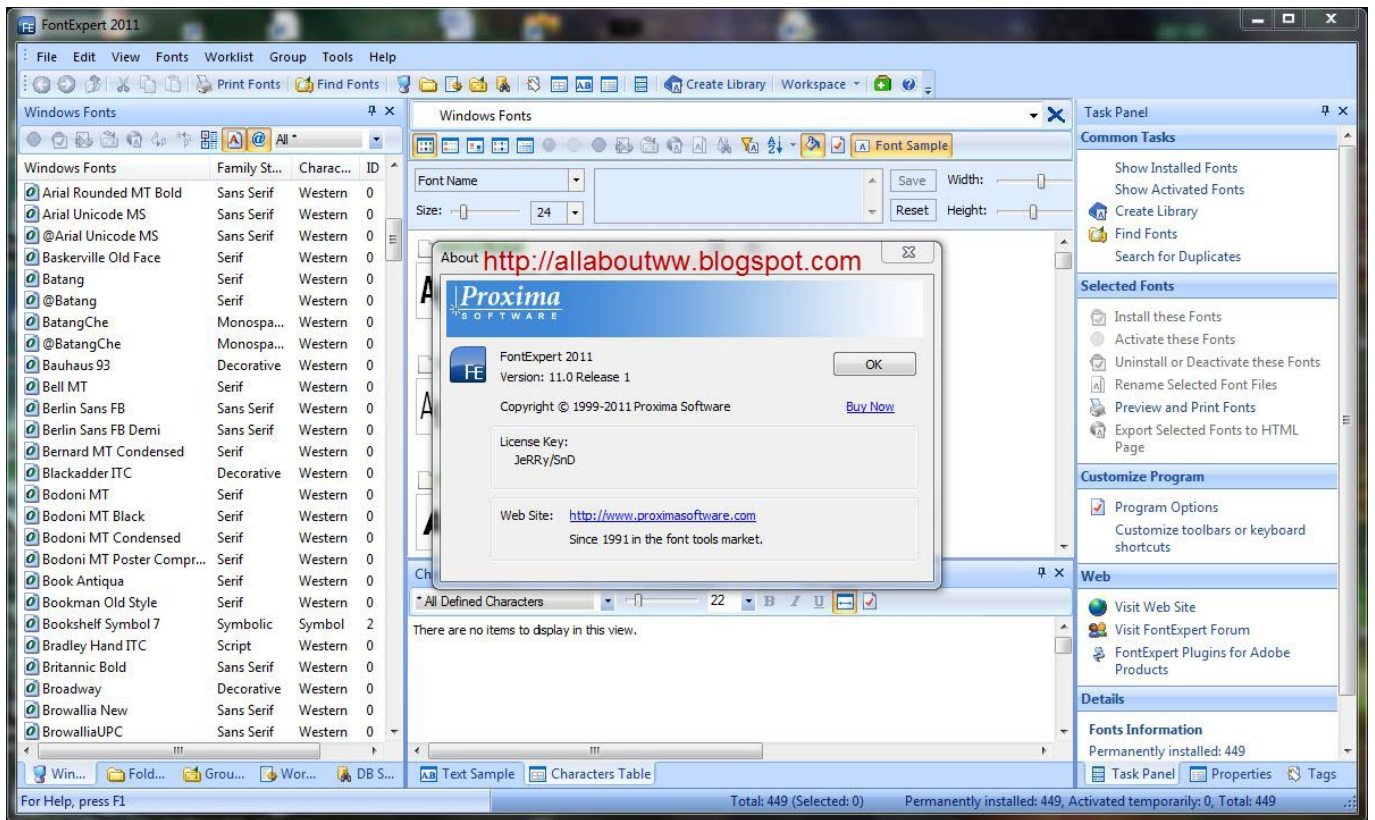 FontExpert 2011
File Edit View Fonts Worklist Group Tools Help
Print Fonts Find Fonts Create Library Workspace
Windows Fonts
All *
Windows Fonts Family St... Charac... ID
Arial Rounded MT Bold Sans Serif Western 0
Arial Unicode MS Sans Serif Western 0
@Arial Unicode MS Sans Serif Western 0
Baskerville Old Face Serif Western 0
Batang Serif Western 0
@Batang Serif Western 0
BatangChe Monospa... Western 0
@BatangChe Monospa... Western 0
Bauhaus 93 Decorative Western 0
Bell MT Serif Western 0
Berlin Sans FB Sans Serif Western 0
Berlin Sans FB Demi Sans Serif Western 0
Bernard MT Condensed Serif Western 0
Blackadder ITC Decorative Western 0
Bodoni MT Serif Western 0
Bodoni MT Black Serif Western 0
Bodoni MT Condensed Serif Western 0
Bodoni MT Poster Compr... Serif Western 0
Book Antiqua Serif Western 0
Bookman Old Style Serif Western 0
Bookshelf Symbol 7 Symbolic Symbol 2
Bradley Hand ITC Script Western 0
Britannic Bold Sans Serif Western 0
Broadway Decorative Western 0
Browallia New Sans Serif Western 0
BrowalliaUPC Sans Serif Western 0
Win... Fold... Grou... Wor... DB S...
Windows Fonts
Font Sample
Font Name Save Width:
Size: 24 Reset Height:
About http://allaboutww.blogspot.com
Proxima
SOFTWARE
FE
FontExpert 2011
OK
Version: 11.0 Release 1
Copyright © 1999-2011 Proxima Software Buy Now
License Key:
JeRRy/SnD
Web Site: http://www.proximasoftware.com
Since 1991 in the font tools market.
Ch
* All Defined Characters 22 B I U
There are no items to display in this view.
Text Sample Characters Table
Task Panel
Common Tasks
Show Installed Fonts
Show Activated Fonts
Create Library
Find Fonts
Search for Duplicates
Selected Fonts
Install these Fonts
Activate these Fonts
Uninstall or Deactivate these Fonts
Rename Selected Font Files
Preview and Print Fonts
Export Selected Fonts to HTML
Page
Customize Program
Program Options
Customize toolbars or keyboard
shortcuts
Web
Visit Web Site
Visit FontExpert Forum
FontExpert Plugins for Adobe
Products
Details
Fonts Information
Permanently installed: 449
Task Panel Properties Tags
For Help, press F1 Total: 449 (Selected: 0) Permanently installed: 449, Activated temporarily: 0, Total: 449